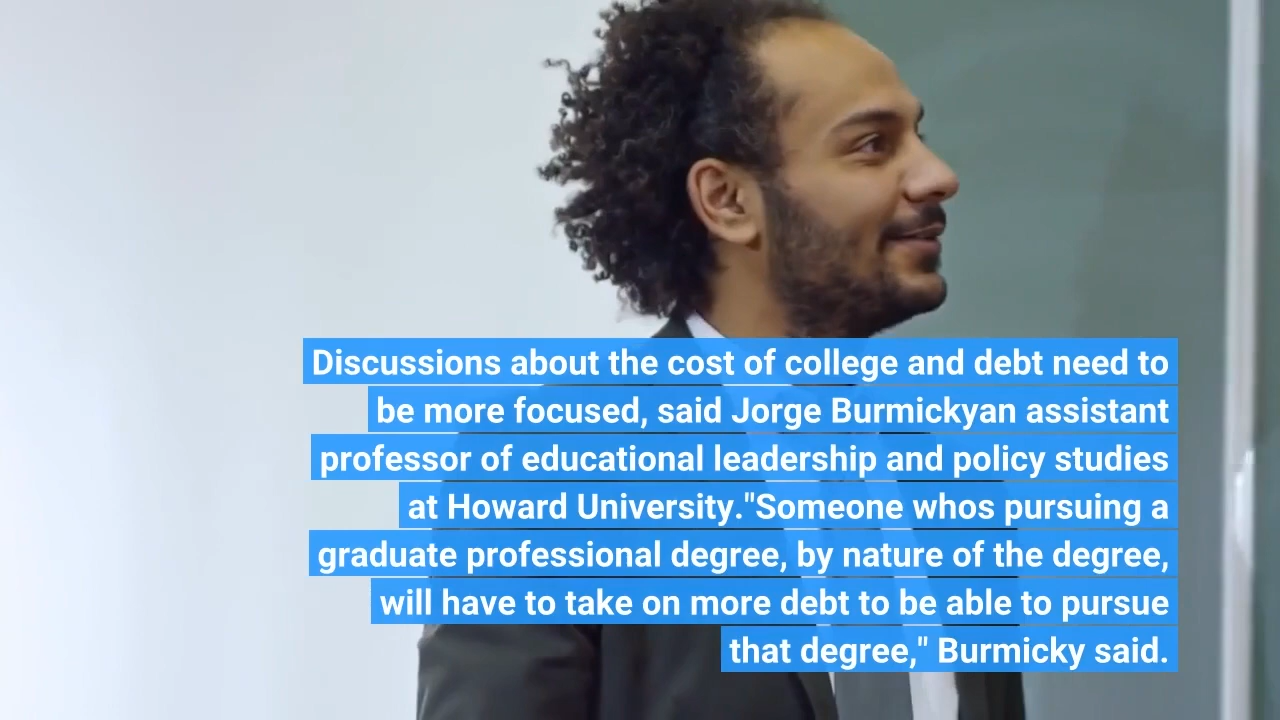 Discussions about the cost of college and debt need to
be more focused, said Jorge Burmickyan assistant
professor of educational leadership and policy studies
at Howard University."Someone whos pursuing a
graduate professional degree, by nature of the degree,
will have to take on more debt to be able to pursue
that degree," Burmicky said.